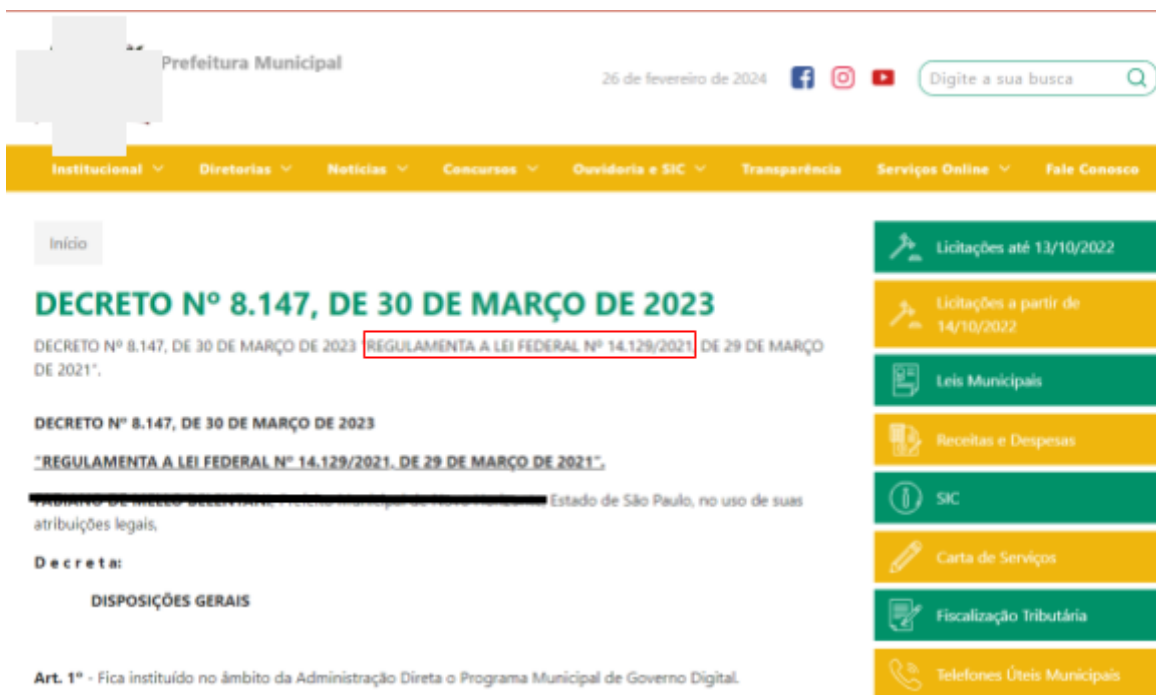 Prefeitura Municipal
26 de fevereiro de 2024
Digite a sua busca
Institucional
Diretorias
Notícias
Concursos
Ouvidoria e SIC
Transparência
Serviços Online
Fale Conosco
Início
DECRETO Nº 8.147, DE 30 DE MARÇO DE 2023
DECRETO Nº 8.147, DE 30 DE MARÇO DE 2023 "REGULAMENTA A LEI FEDERAL Nº 14.129/2021, DE 29 DE MARÇO
DE 2021".
DECRETO Nº 8.147, DE 30 DE MARÇO DE 2023
"REGULAMENTA A LEI FEDERAL Nº 14.129/2021, DE 29 DE MARÇO DE 2021".
Estado de São Paulo, no uso de suas
atribuições legais,
D e c r e t a:
DISPOSIÇÕES GERAIS
Art. 1º - Fica instituído no âmbito da Administração Direta o Programa Municipal de Governo Digital.
Licitações até 13/10/2022
Licitações a partir de
14/10/2022
Leis Municipais
Receitas e Despesas
SIC
Carta de Serviços
Fiscalização Tributária
Telefones Úteis Municipais